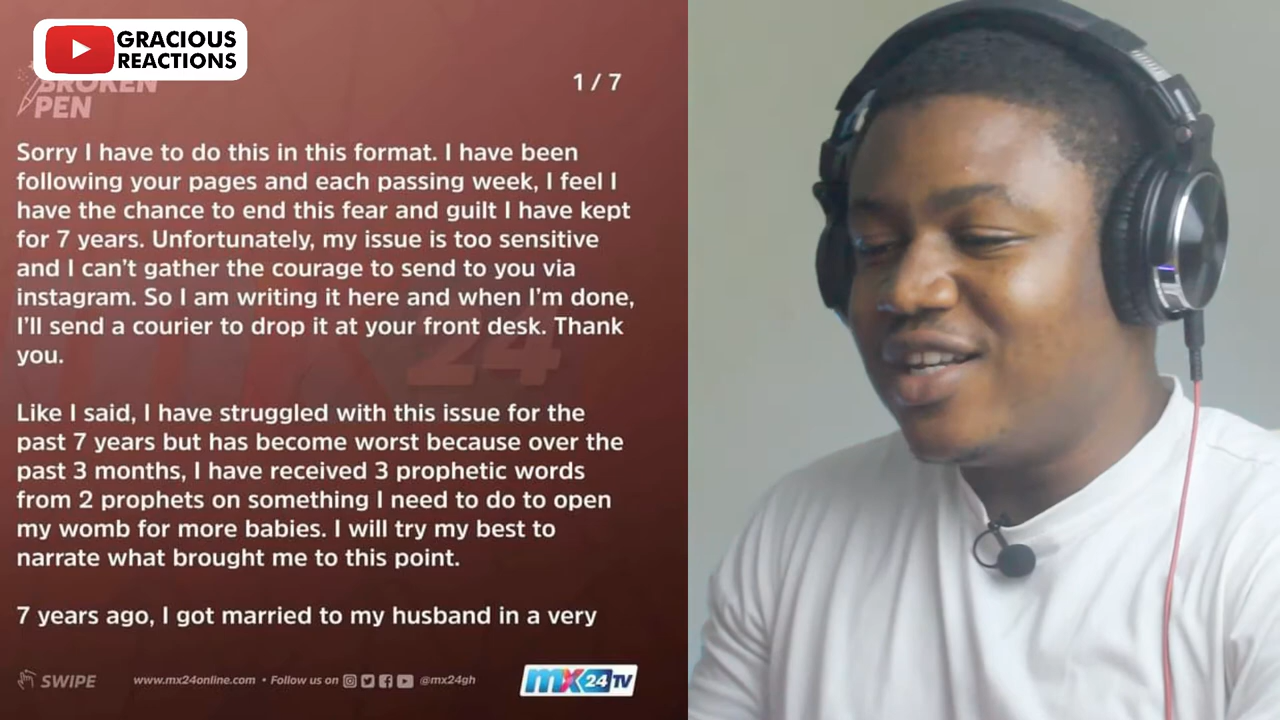 GRACIOUS
REACTIONS
BROKEN
PEN
1 / 7
Sorry I have to do this in this format. I have been
following your pages and each passing week, I feel I
have the chance to end this fear and guilt I have kept
for 7 years. Unfortunately, my issue is too sensitive
and I can't gather the courage to send to you via
instagram. So I am writing it here and when I'm done,
I'll send a courier to drop it at your front desk. Thank
you.
Like I said, I have struggled with this issue for the
past 7 years but has become worst because over the
past 3 months, I have received 3 prophetic words
from 2 prophets on something I need to do to open
my womb for more babies. I will try my best to
narrate what brought me to this point.
7 years ago, I got married to my husband in a very
SWIPE
www.mx24online.com • Follow us on @mx24gh
mx24TV